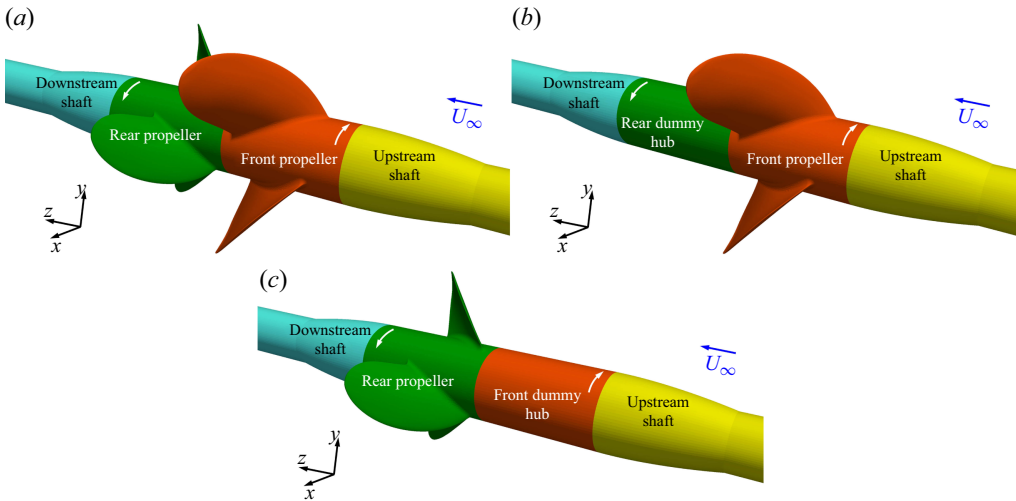 (a)
Downstream
shaft
Rear propeller
Front propeller
Upstream
shaft
U∞
y
z
x
(b)
Downstream
shaft
Rear dummy
hub
Front propeller
Upstream
shaft
U∞
y
z
x
(c)
Downstream
shaft
Rear propeller
Front dummy
hub
Upstream
shaft
U∞
y
z
x